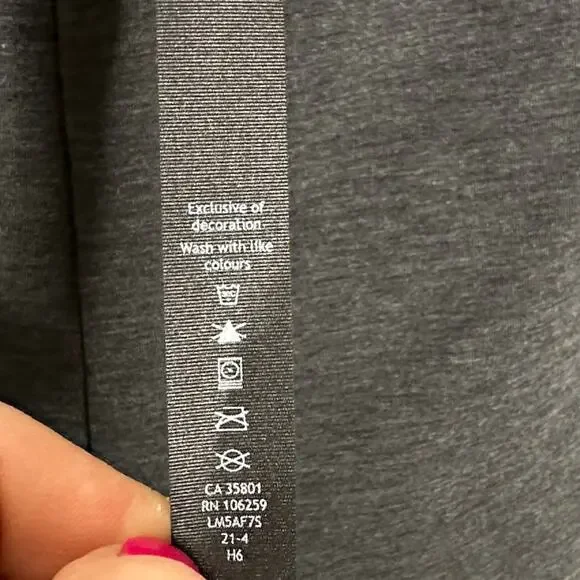 Exclusive of
decoration
Wash with like
colours
CA 35801
RN 106259
LM5AF7S
21-4
H6